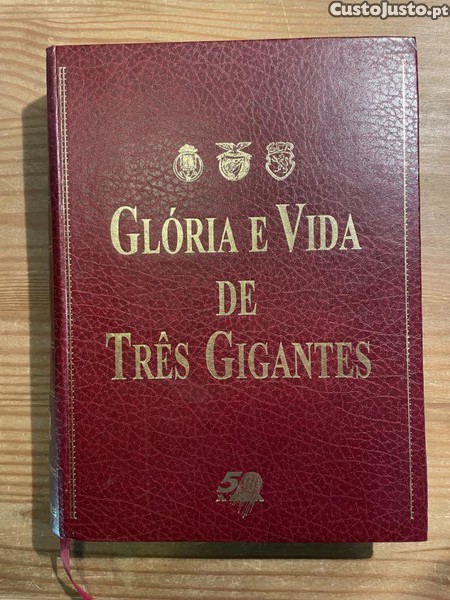 CustoJusto.pt
GLÓRIA E VIDA
DE
TRÊS GIGANTES
50